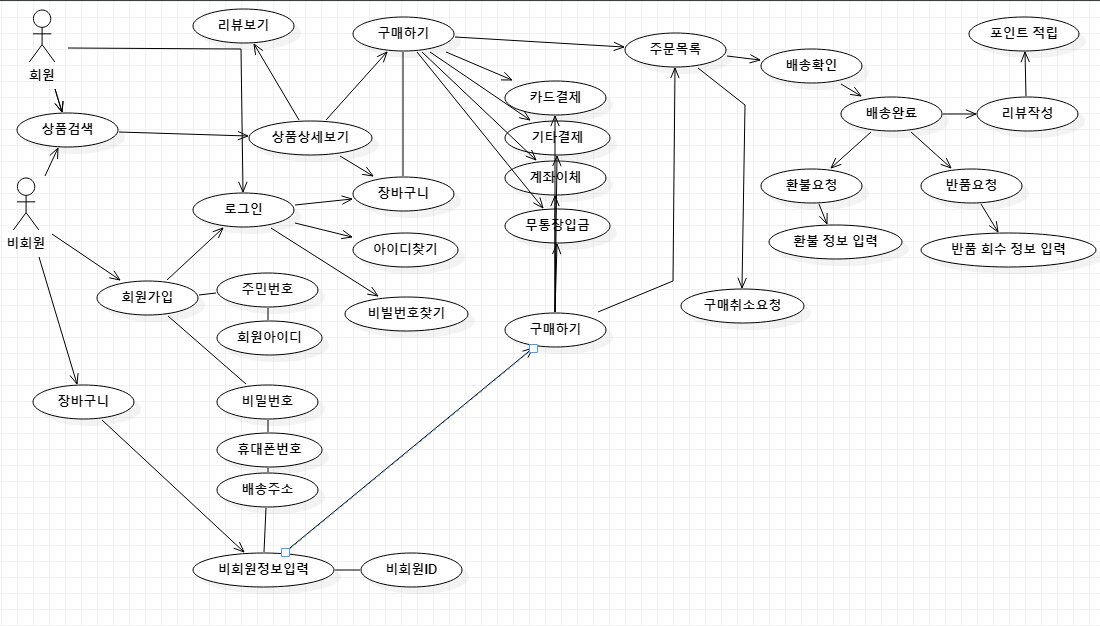 리뷰보기
구매하기
주문목록
포인트 적립
회원
배송확인
카드결제
상품검색
상품상세보기
기타결제
배송완료
리뷰작성
계좌이체
장바구니
환불요청
반품요청
로그인
무통장입금
비회원
아이디찾기
환불 정보 입력
반품 회수 정보 입력
회원가입
주민번호
비빌번호찾기
구매취소요청
구매하기
회원아이디
장바구니
비밀번호
휴대폰번호
배송주소
비회원정보입력
비회원ID